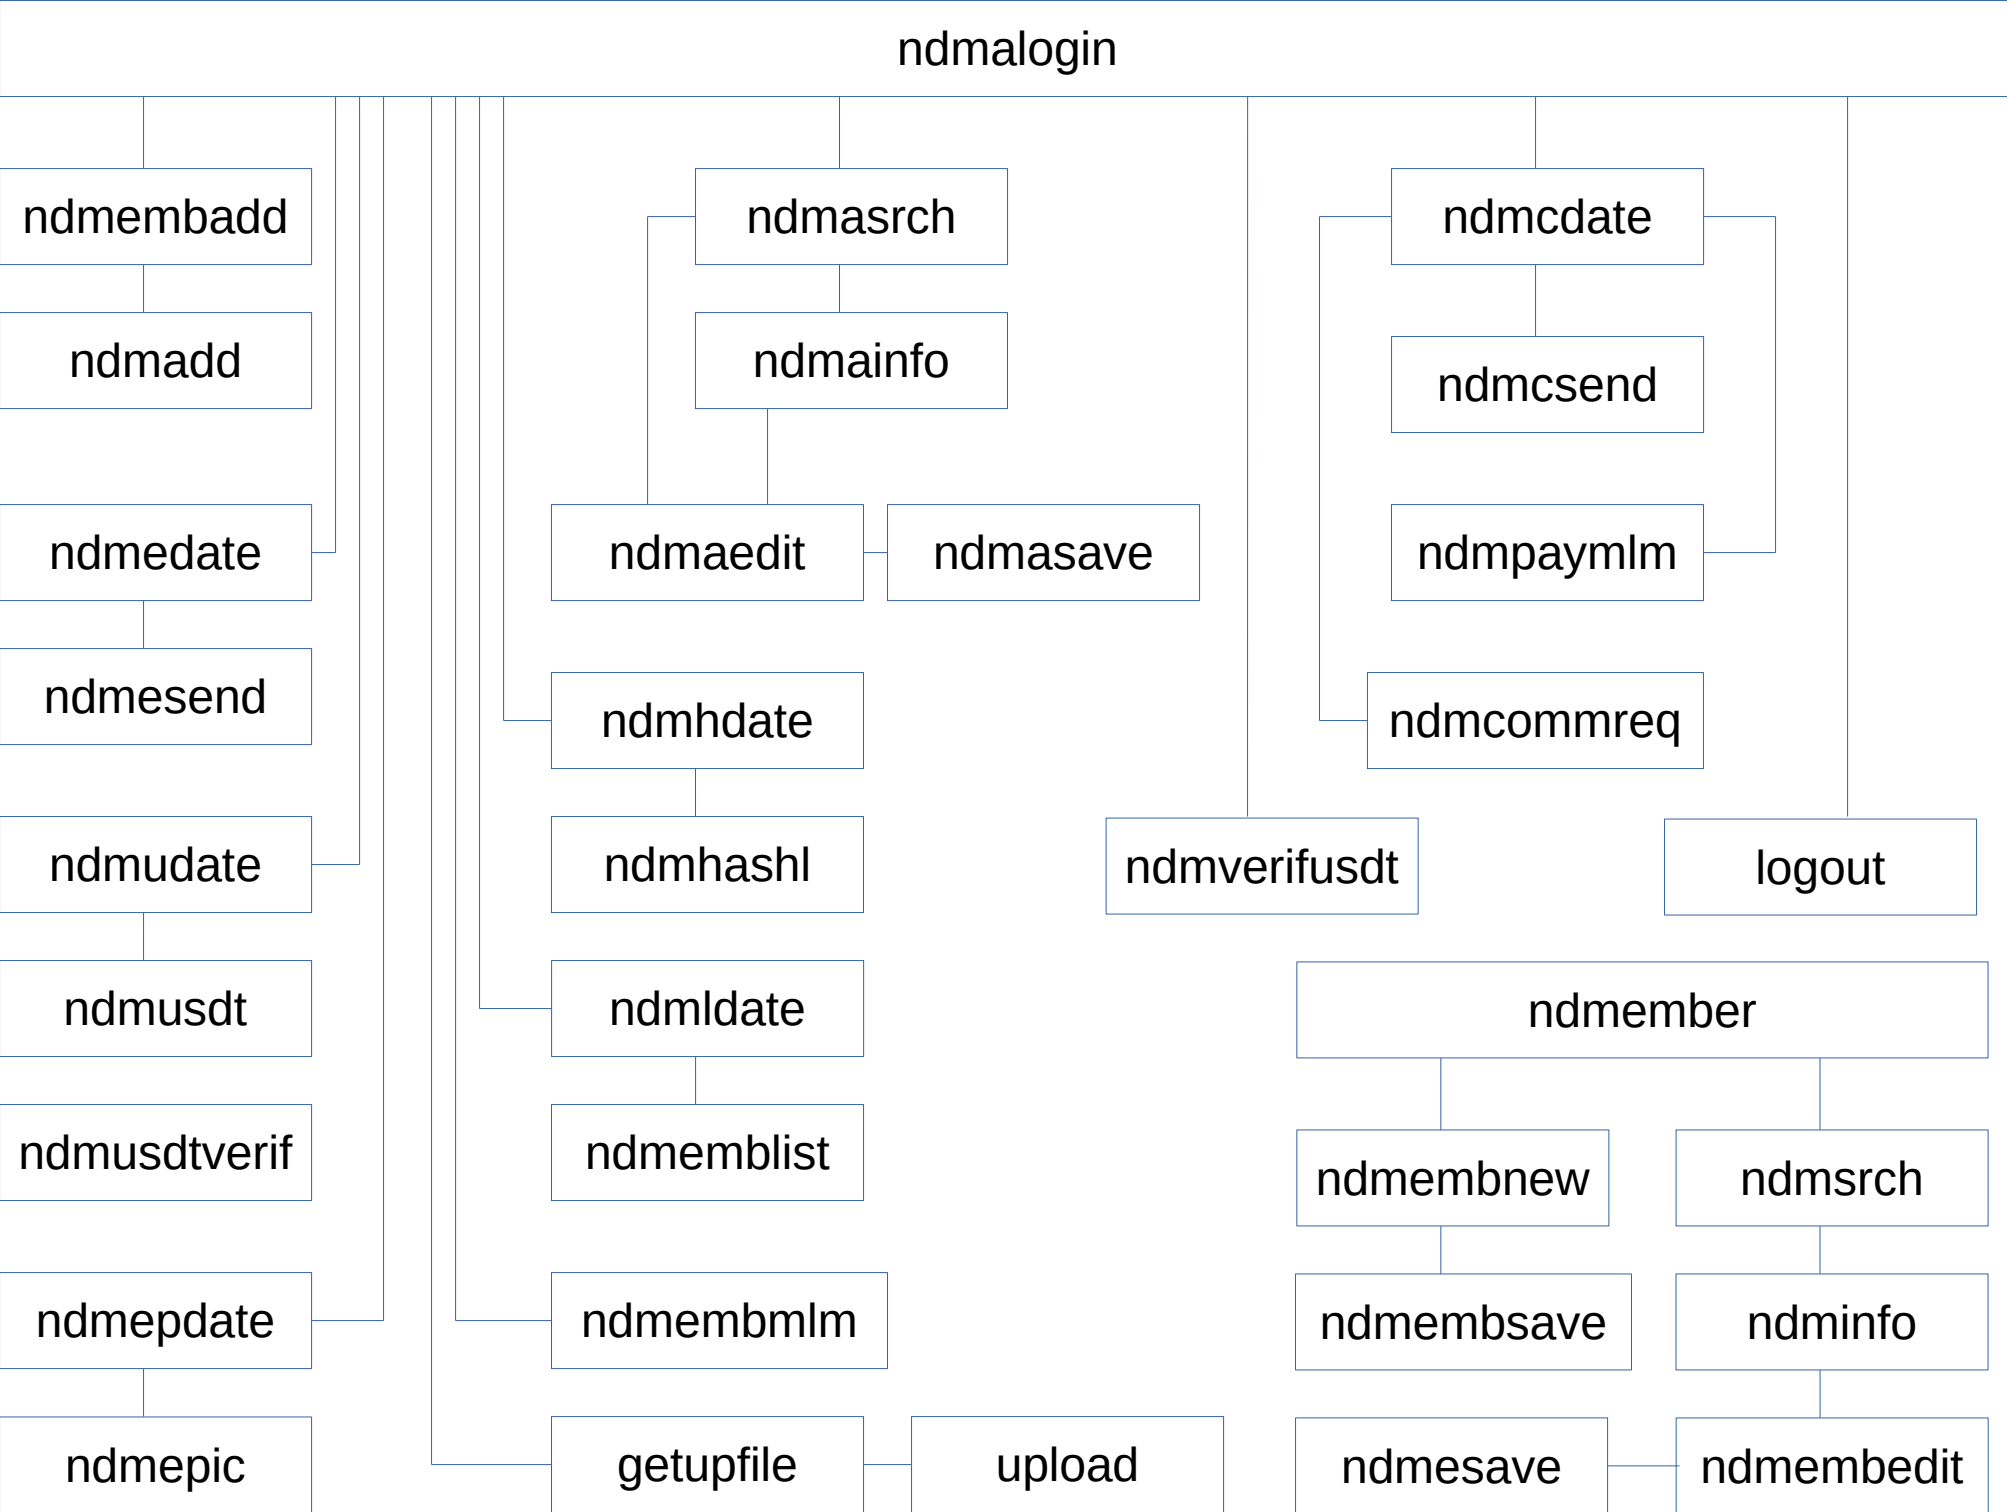 ndmalogin
ndmembadd
ndmasrch
ndmcdate
ndmadd
ndmainfo
ndmcsend
ndmedate
ndmaedit
ndmasave
ndmpaymlm
ndmesend
ndmhdate
ndmcommreq
ndmudate
ndmhashl
ndmverifusdt
logout
ndmusdt
ndmldate
ndmember
ndmusdtverif
ndmemblist
ndmembnew
ndmsrch
ndmepdate
ndmembmlm
ndmembsave
ndminfo
ndmepic
getupfile
upload
ndmesave
ndmembedit